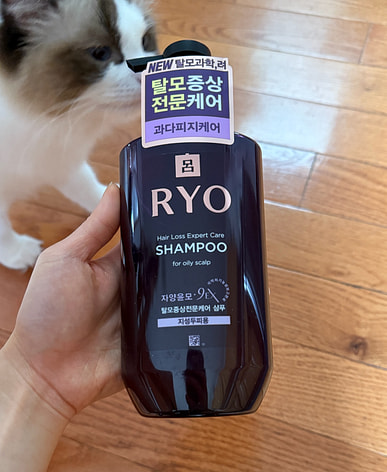 NEW 탈모과학,려
탈모증상
전문케어
과다피지케어
呂
RYO
Hair Loss Expert Care
SHAMPOO
for oily scalp
자양윤모 9EX
탈모증상전문케어 샴푸
지성두피용